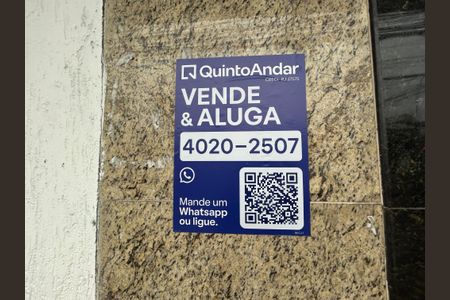 QuintoAndar
VENDE
& ALUGA
4020-2507
Mande um
Whatsapp
ou ligue.